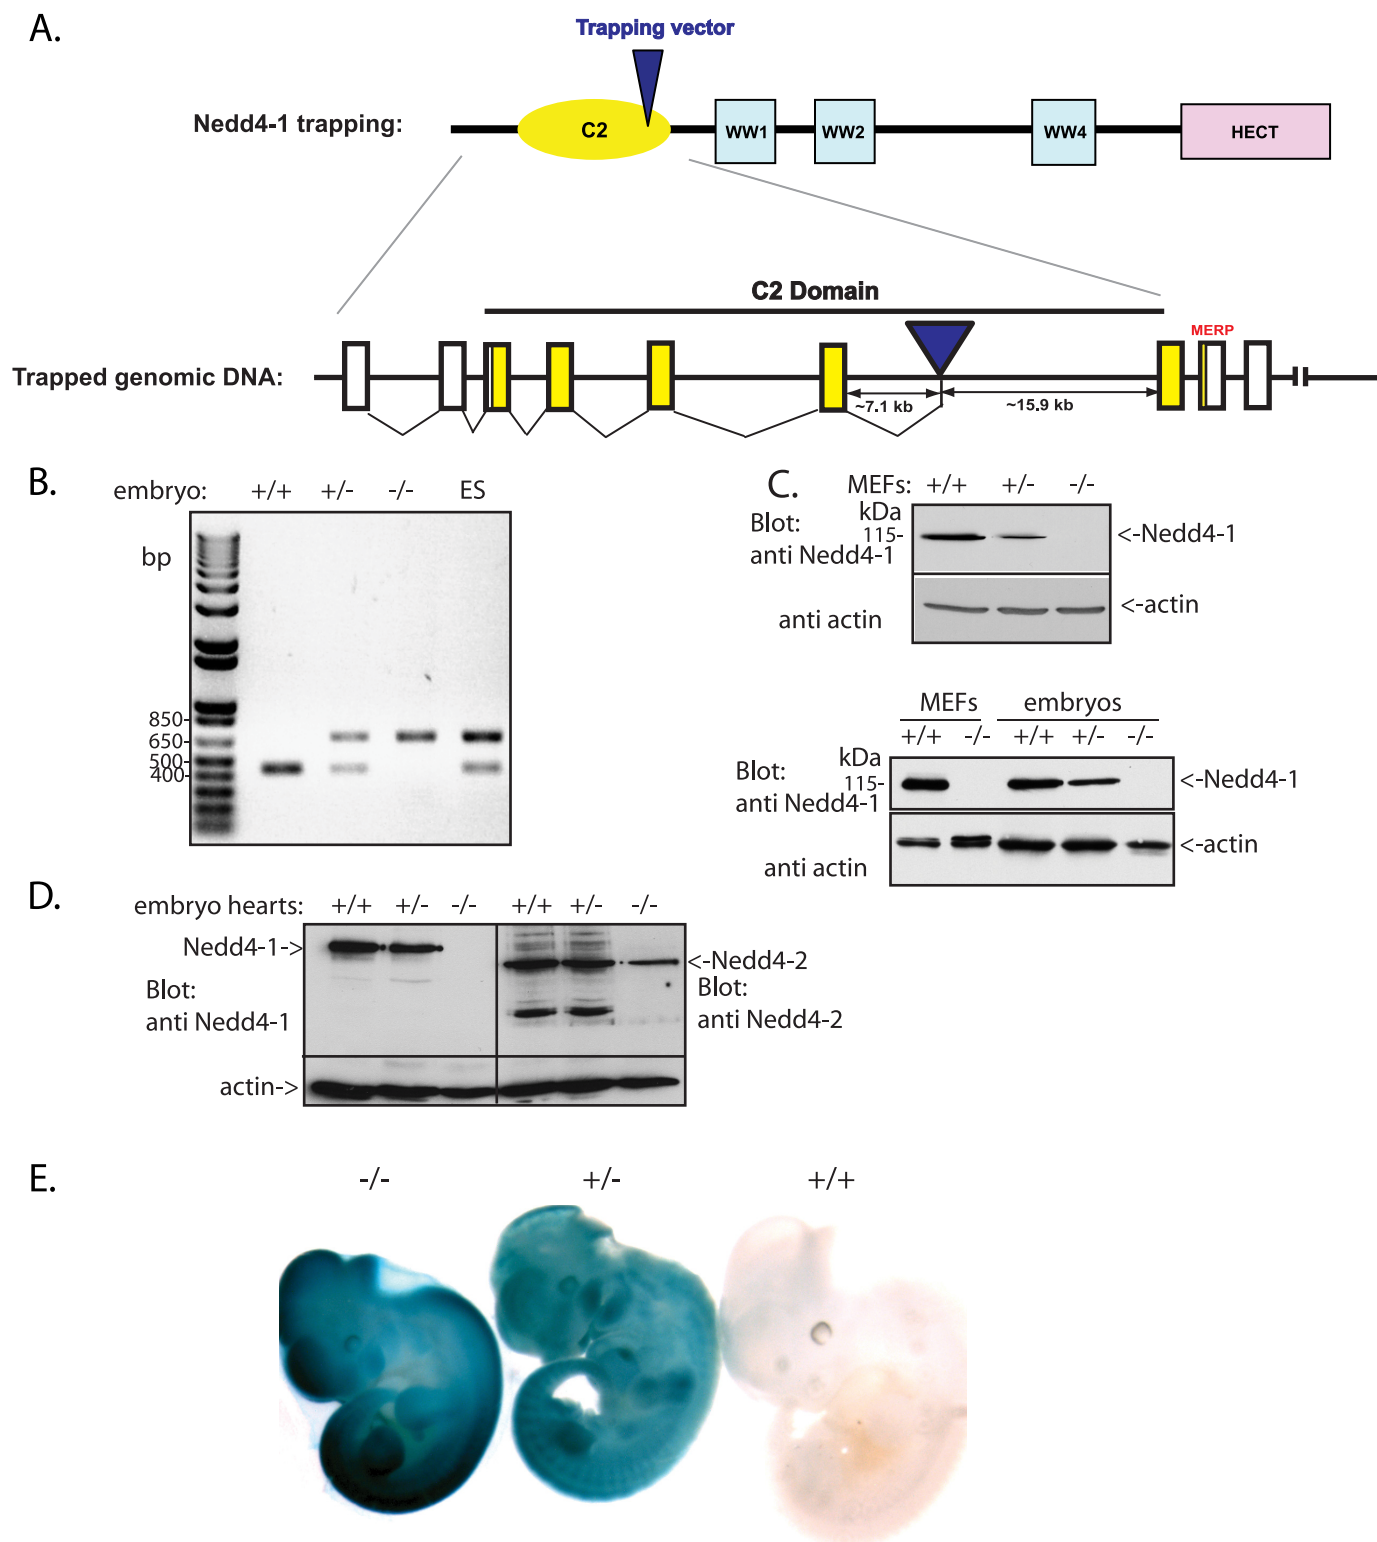 A.
Trapping vector
Nedd4-1 trapping:
C2
WW1
WW2
WW4
HECT
C2 Domain
MERP
Trapped genomic DNA:
~7.1 kb
~15.9 kb
B.
embryo: +/+ +/- -/- ES
bp
850-
650-
500-
400-
C.
MEFs: +/+ +/- -/-
kDa
Blot:
anti Nedd4-1
115-
<-Nedd4-1
anti actin
<-actin
MEFs embryos
+/+ -/- +/+ +/- -/-
kDa
Blot:
anti Nedd4-1
115-
<-Nedd4-1
anti actin
<-actin
D.
embryo hearts: +/+ +/- -/- +/+ +/- -/-
Nedd4-1->
<-Nedd4-2
Blot:
anti Nedd4-1
Blot:
anti Nedd4-2
actin->
E.
-/- +/- +/+